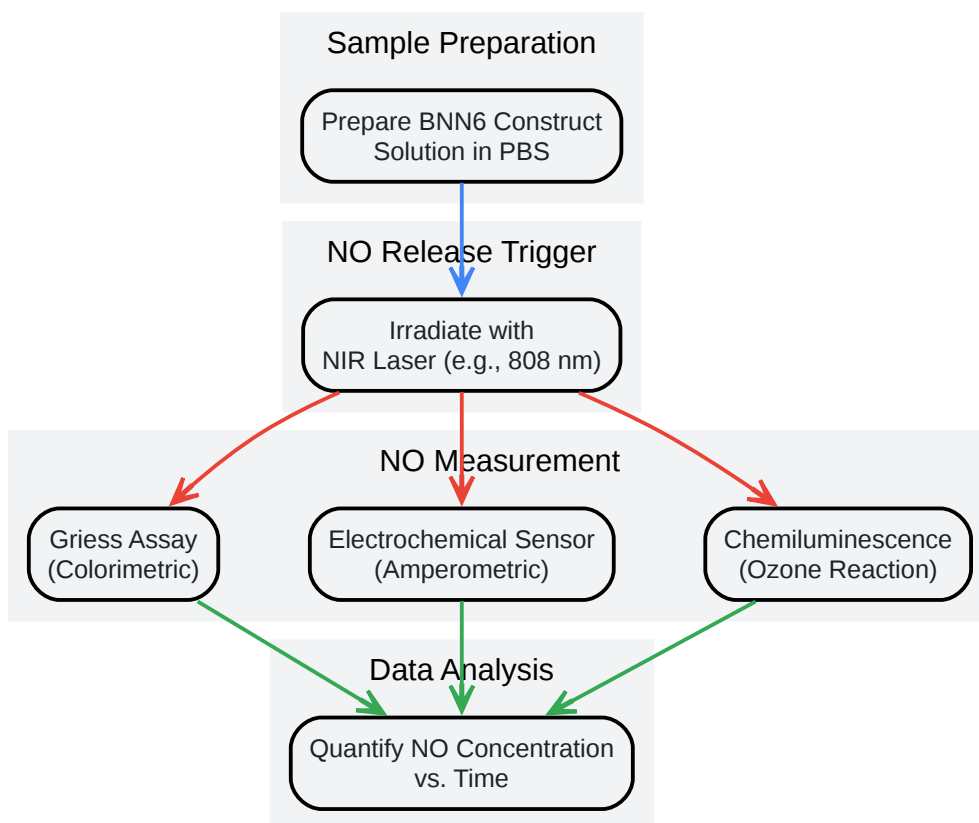 Sample Preparation
Prepare BNN6 Construct
Solution in PBS
NO Release Trigger
Irradiate with
NIR Laser (e.g., 808 nm)
NO Measurement
Griess Assay
(Colorimetric)
Electrochemical Sensor
(Amperometric)
Chemiluminescence
(Ozone Reaction)
Data Analysis
Quantify NO Concentration
vs. Time